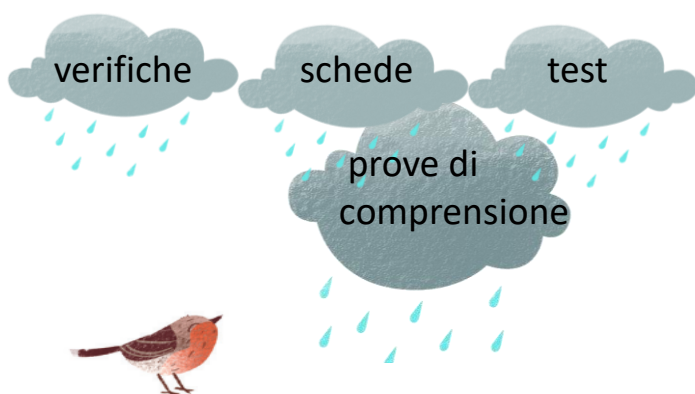 verifiche
schede
test
prove di
comprensione